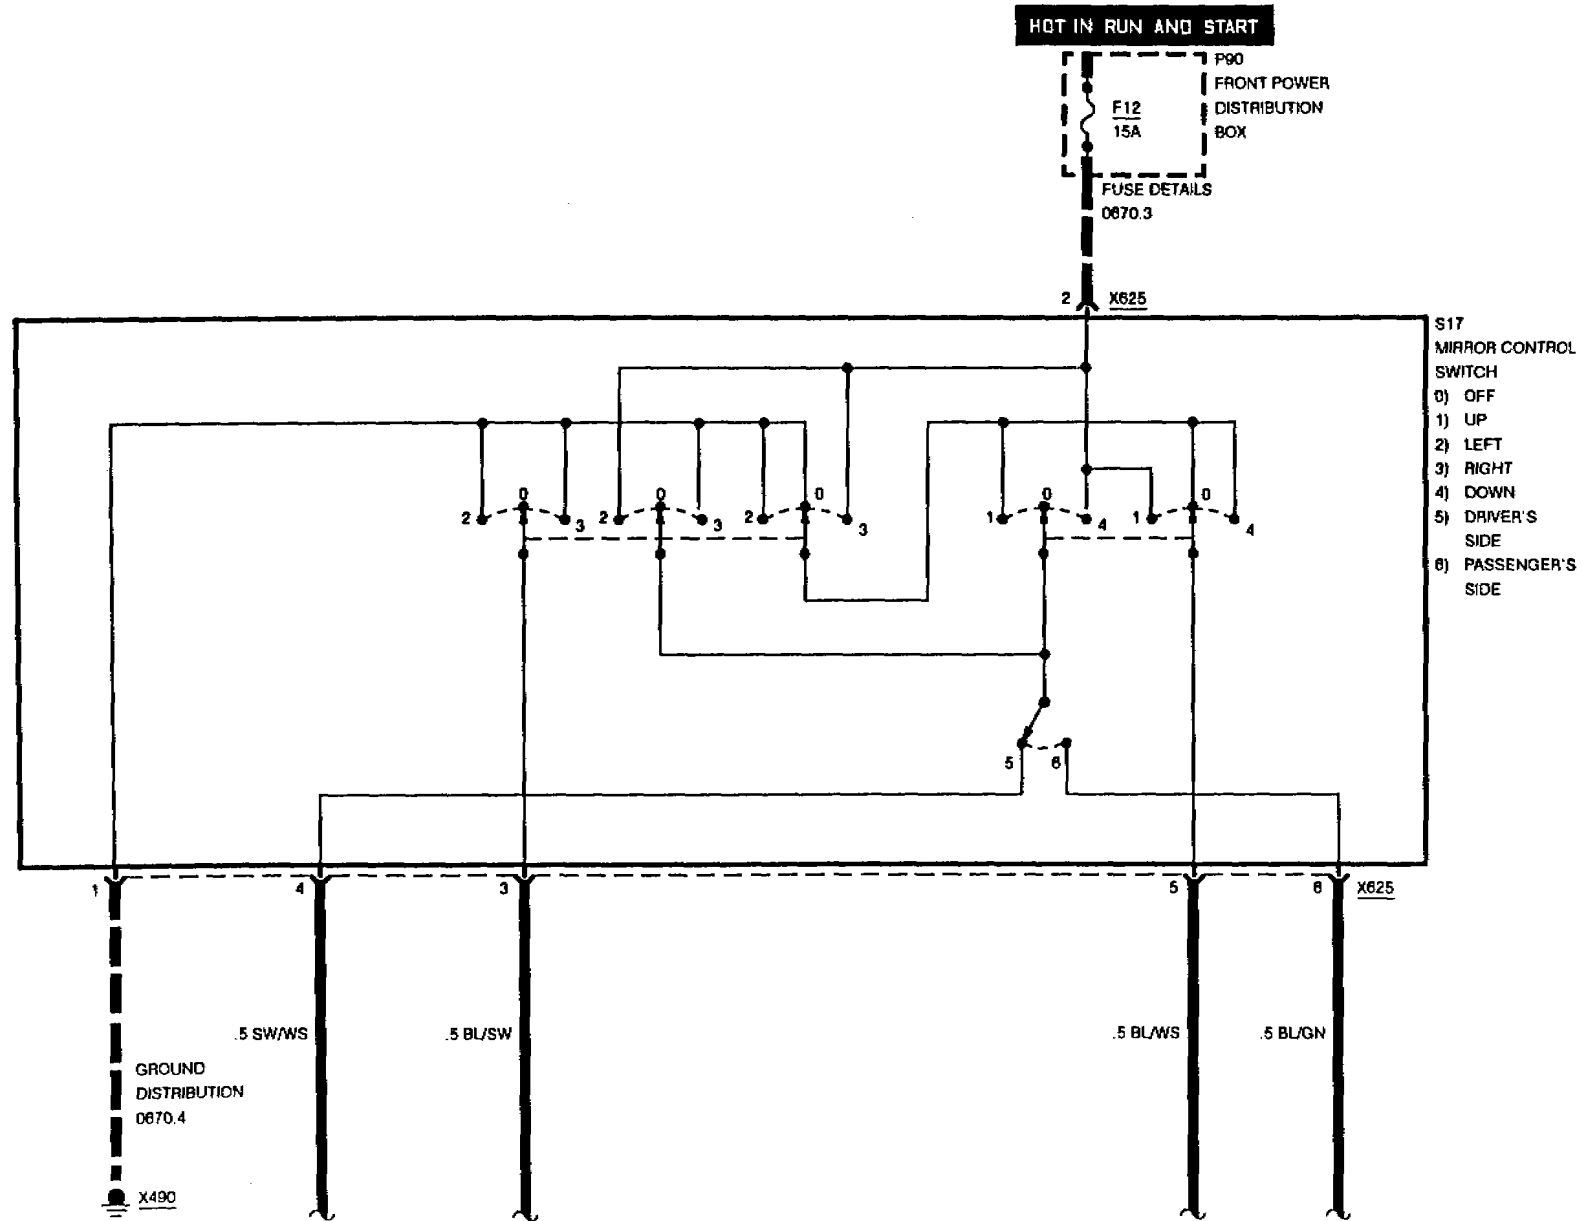 HOT IN RUN AND START
P90
FRONT POWER
DISTRIBUTION
BOX
F12
15A
FUSE DETAILS
0670.3
2
X625
S17
MIRROR CONTROL
SWITCH
0) OFF
1) UP
2) LEFT
3) RIGHT
4) DOWN
5) DRIVER'S
SIDE
6) PASSENGER'S
SIDE
2 0 3
2 0 3
2 0 3
1 0 4
1 0 4
5 6
1 4 3 5 6 X625
.5 SW/WS
.5 BL/SW
.5 BL/WS
.5 BL/GN
GROUND
DISTRIBUTION
0670.4
X490